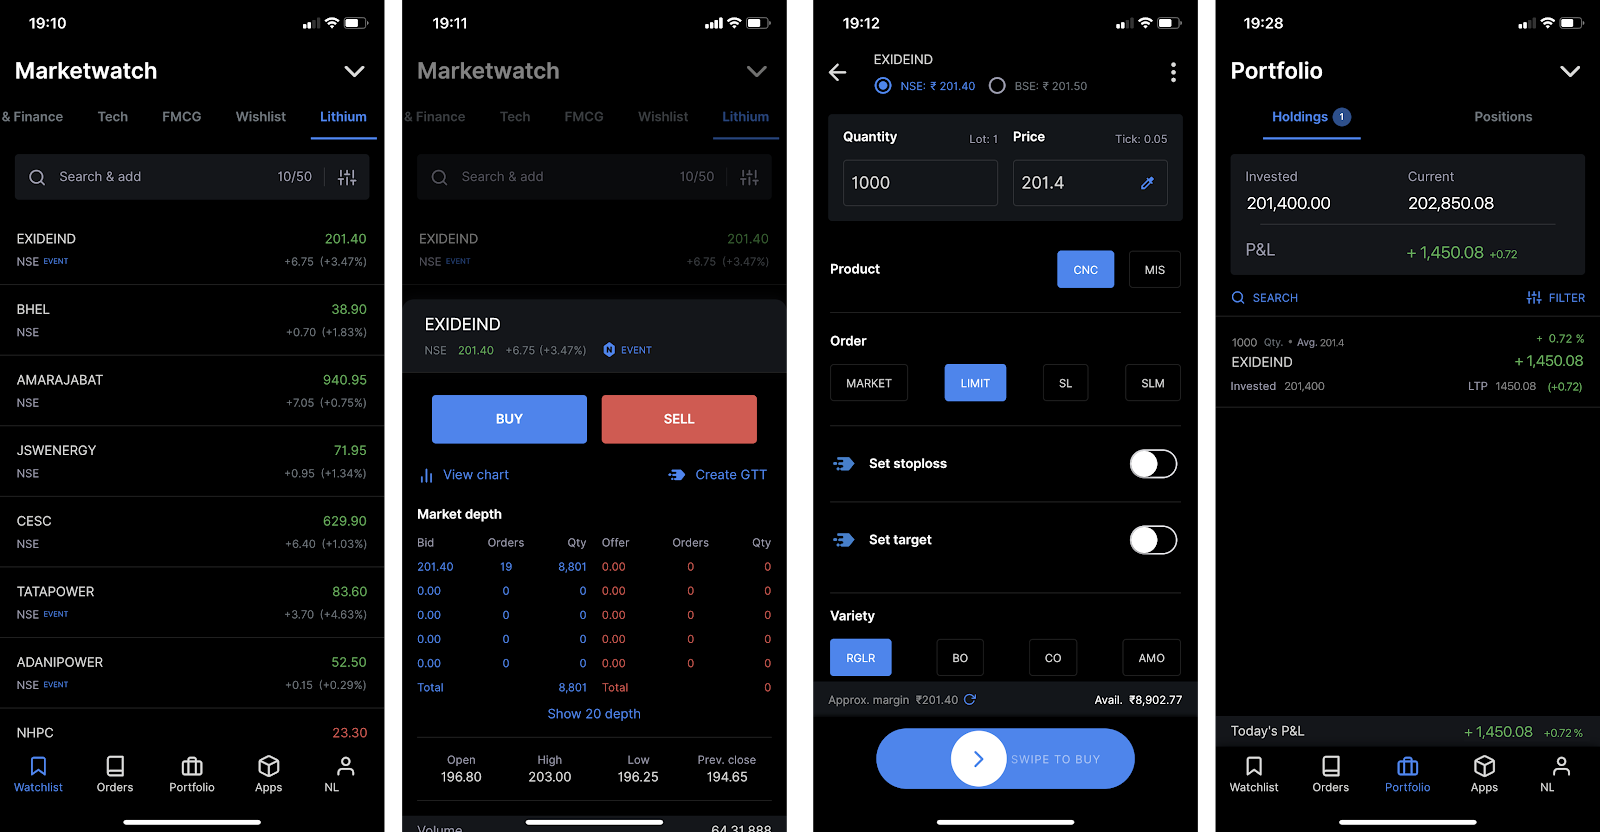 19:10
Marketwatch
& Finance Tech FMCG Wishlist Lithium
Search & add 10/50
EXIDEIND 201.40
NSE EVENT +6.75 (+3.47%)
BHEL 38.90
NSE +0.70 (+1.83%)
AMARAJABAT 940.95
NSE +7.05 (+0.75%)
JSWENERGY 71.95
NSE +0.95 (+1.34%)
CESC 629.90
NSE +6.40 (+1.03%)
TATAPOWER 83.60
NSE EVENT +3.70 (+4.63%)
ADANIPOWER 52.50
NSE EVENT +0.15 (+0.29%)
NHPC 23.30
Watchlist Orders Portfolio Apps NL
19:11
Marketwatch
& Finance Tech FMCG Wishlist Lithium
Search & add 10/50
EXIDEIND 201.40
NSE EVENT +6.75 (+3.47%)
EXIDEIND
NSE 201.40 +6.75 (+3.47%) N EVENT
BUY SELL
View chart Create GTT
Market depth
Bid Orders Qty Offer Orders Qty
201.40 19 8,801 0.00 0 0
0.00 0 0 0.00 0 0
0.00 0 0 0.00 0 0
0.00 0 0 0.00 0 0
0.00 0 0 0.00 0 0
Total 8,801 Total 0
Show 20 depth
Open High Low Prev. close
196.80 203.00 196.25 194.65
Volume 64,31,888
19:12
EXIDEIND
NSE: ₹ 201.40 BSE: ₹ 201.50
Quantity Lot: 1 Price Tick: 0.05
1000 201.4
Product CNC MIS
Order
MARKET LIMIT SL SLM
Set stoploss
Set target
Variety
RGLR BO CO AMO
Approx. margin ₹201.40 Avail. ₹8,902.77
SWIPE TO BUY
19:28
Portfolio
Holdings 1 Positions
Invested Current
201,400.00 202,850.08
P&L +1,450.08 +0.72
SEARCH FILTER
1000 Qty. • Avg. 201.4 + 0.72 %
EXIDEIND +1,450.08
Invested 201,400 LTP 1450.08 (+0.72)
Today's P&L +1,450.08 +0.72 %
Watchlist Orders Portfolio Apps NL